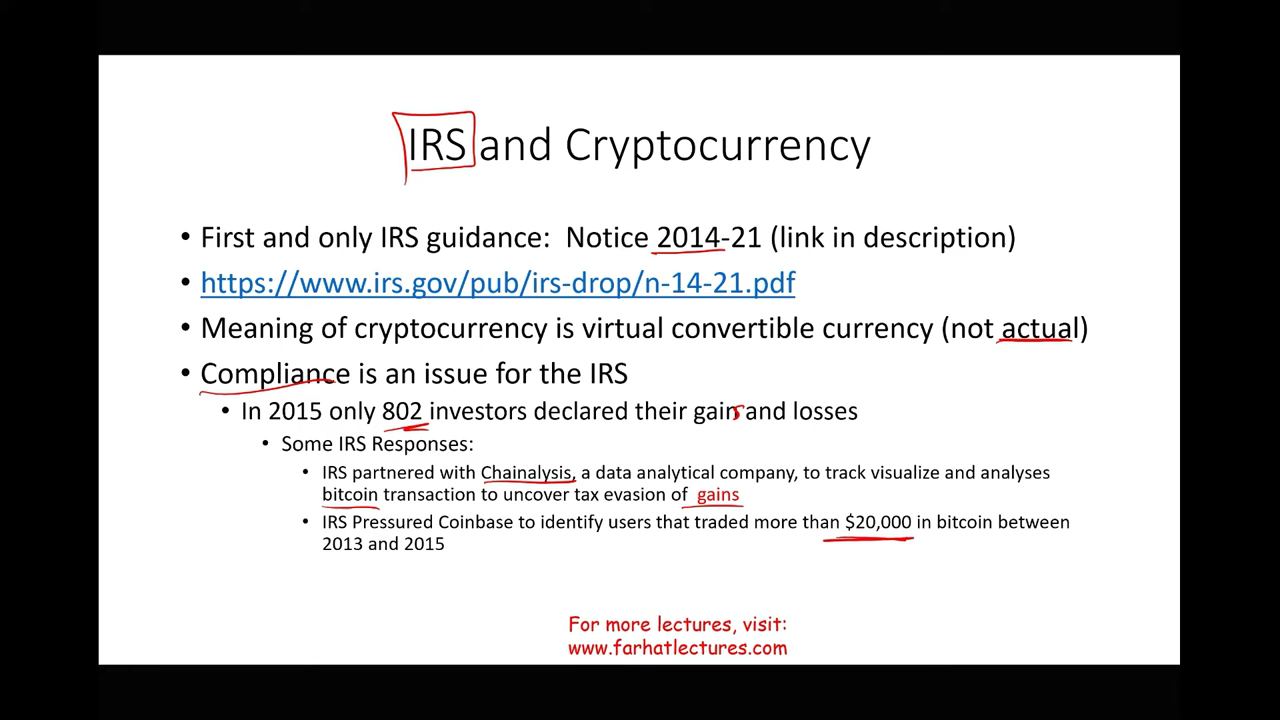 IRS and Cryptocurrency
• First and only IRS guidance: Notice 2014-21 (link in description)
• https://www.irs.gov/pub/irs-drop/n-14-21.pdf
• Meaning of cryptocurrency is virtual convertible currency (not actual)
• Compliance is an issue for the IRS
• In 2015 only 802 investors declared their gains and losses
• Some IRS Responses:
• IRS partnered with Chainalysis, a data analytical company, to track visualize and analyses
bitcoin transaction to uncover tax evasion of gains
• IRS Pressured Coinbase to identify users that traded more than $20,000 in bitcoin between
2013 and 2015
For more lectures, visit:
www.farhatlectures.com